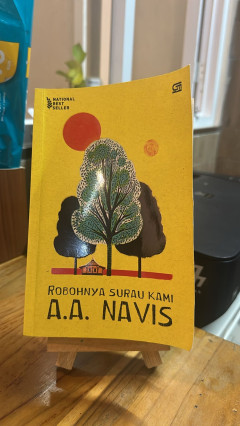 NATIONAL
BEST
SELLER
ROBOHNYA SURAU KAMI
A.A. NAVIS